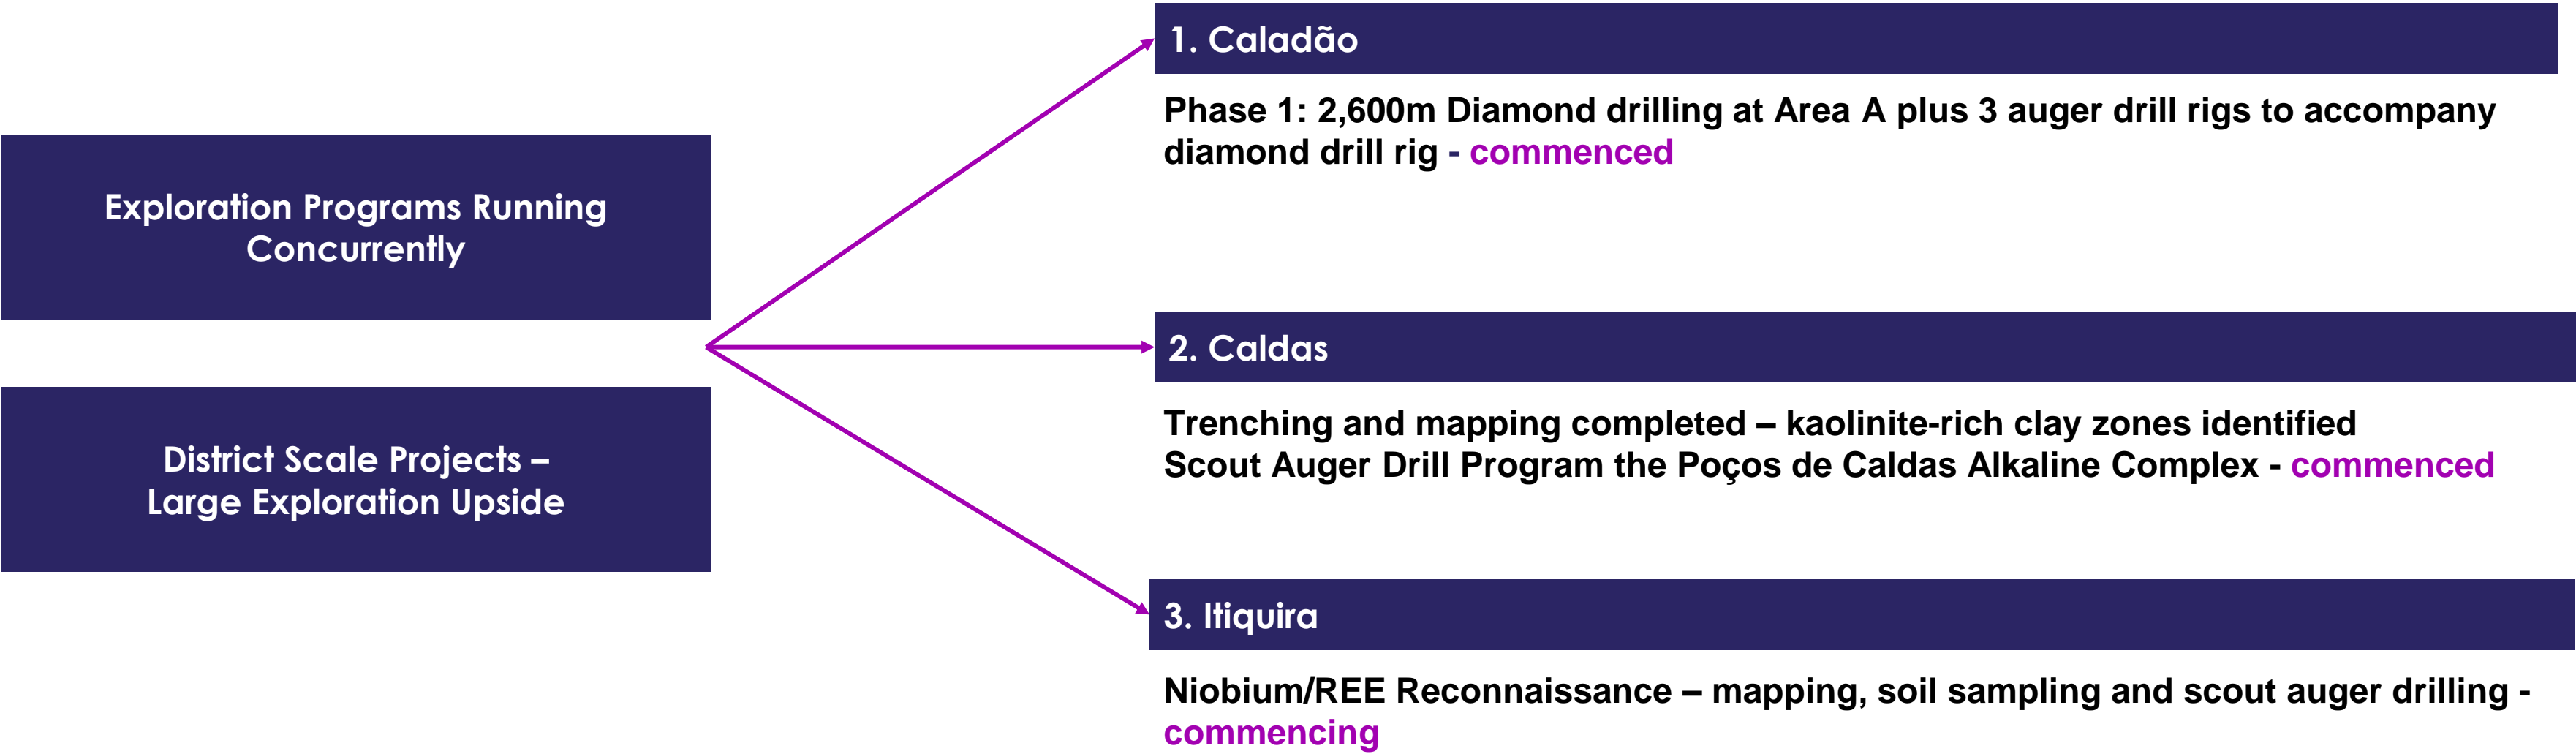 Exploration Programs Running
Concurrently
District Scale Projects –
Large Exploration Upside
1. Caladão
Phase 1: 2,600m Diamond drilling at Area A plus 3 auger drill rigs to accompany
diamond drill rig - commenced
2. Caldas
Trenching and mapping completed – kaolinite-rich clay zones identified
Scout Auger Drill Program the Poços de Caldas Alkaline Complex - commenced
3. Itiquira
Niobium/REE Reconnaissance – mapping, soil sampling and scout auger drilling -
commencing